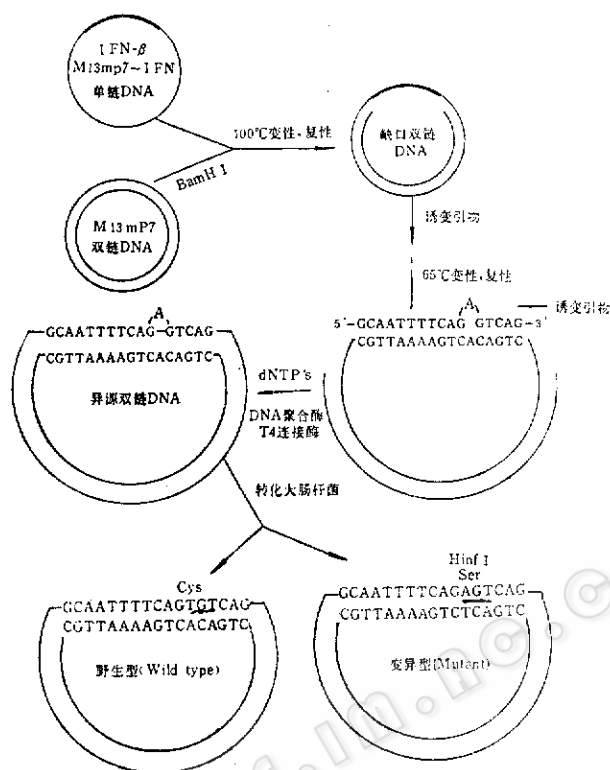 IFN-β
M13mp7~IFN
单链DNA
100℃变性、复性
缺口双链
DNA
BamH I
M13mP7
双链DNA
诱变引物
65℃变性、复性
A
诱变引物
5'-GCAATTTTCAG GTCAG-3'
CGTTAAAAGTCACAGTC
A
-GCAATTTTCAG-GTCAG-
CGTTAAAAGTCACAGTC
异源双链DNA
dNTP's
DNA聚合酶
T4连接酶
转化大肠杆菌
Cys
-GCAATTTTCAGTGTCAG-
CGTTAAAAGTCACAGTC
野生型(Wild type)
Hinf I
Ser
-GCAATTTTCAGAGTCAG-
CGTTAAAAGTCTCAGTC
变异型(Mutant)